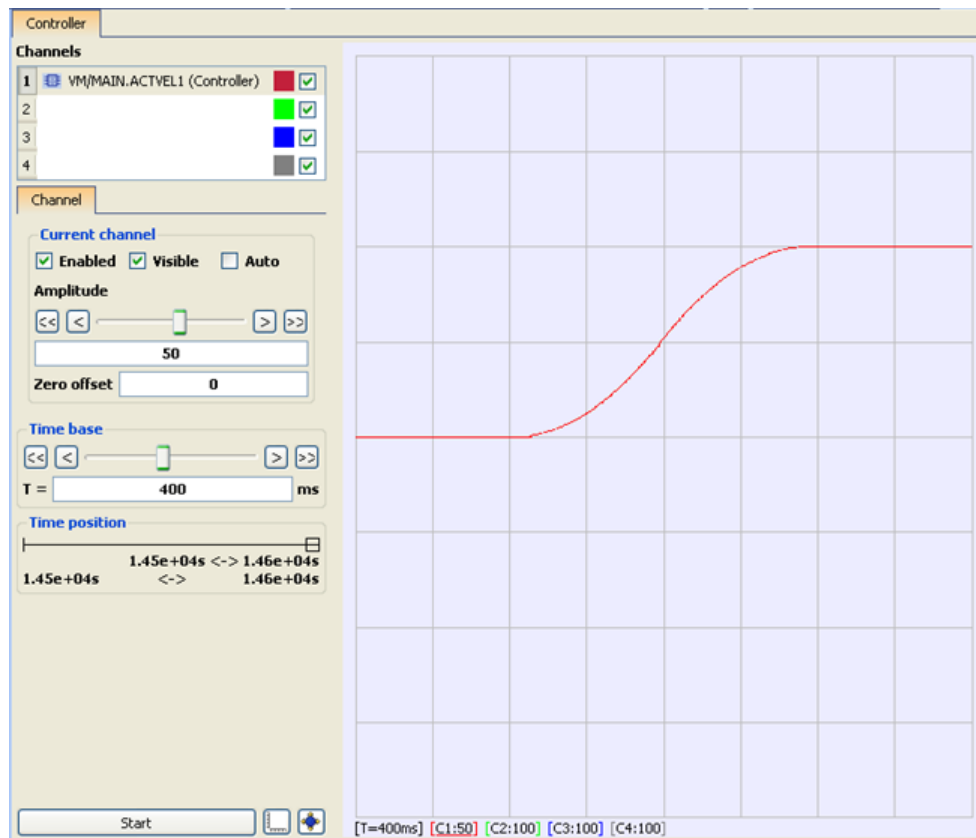 Controller
Channels
1 VM/MAIN.ACTVEL1 (Controller)
2
3
4
Channel
Current channel
Enabled Visible Auto
Amplitude
<< < > >>
50
Zero offset 0
Time base
<< < > >>
T = 400 ms
Time position
1.45e+04s <-> 1.46e+04s
1.45e+04s <-> 1.46e+04s
Start
[T=400ms] [C1:50] [C2:100] [C3:100] [C4:100]